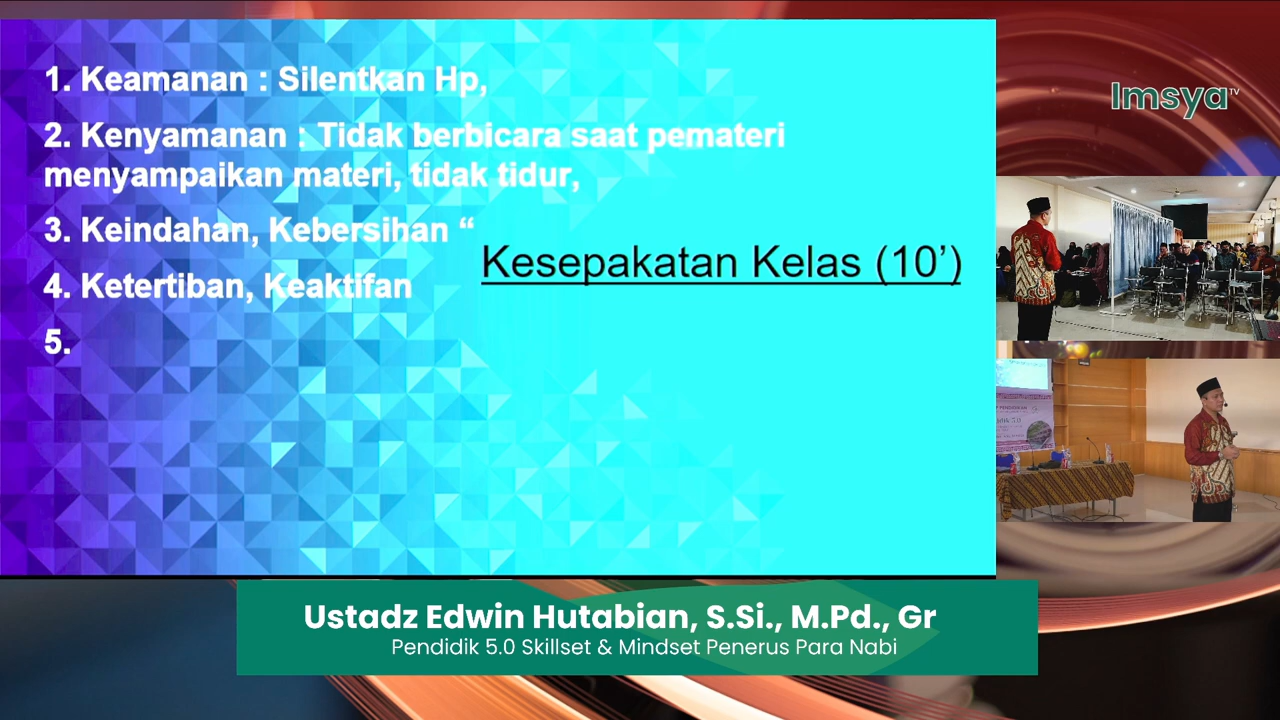 1. Keamanan : Silentkan Hp,
2. Kenyamanan : Tidak berbicara saat pemateri
menyampaikan materi, tidak tidur,
3. Keindahan, Kebersihan “
4. Ketertiban, Keaktifan
5.
Kesepakatan Kelas (10’)
Imsya TV
Ustadz Edwin Hutabian, S.Si., M.Pd., Gr
Pendidik 5.0 Skillset & Mindset Penerus Para Nabi